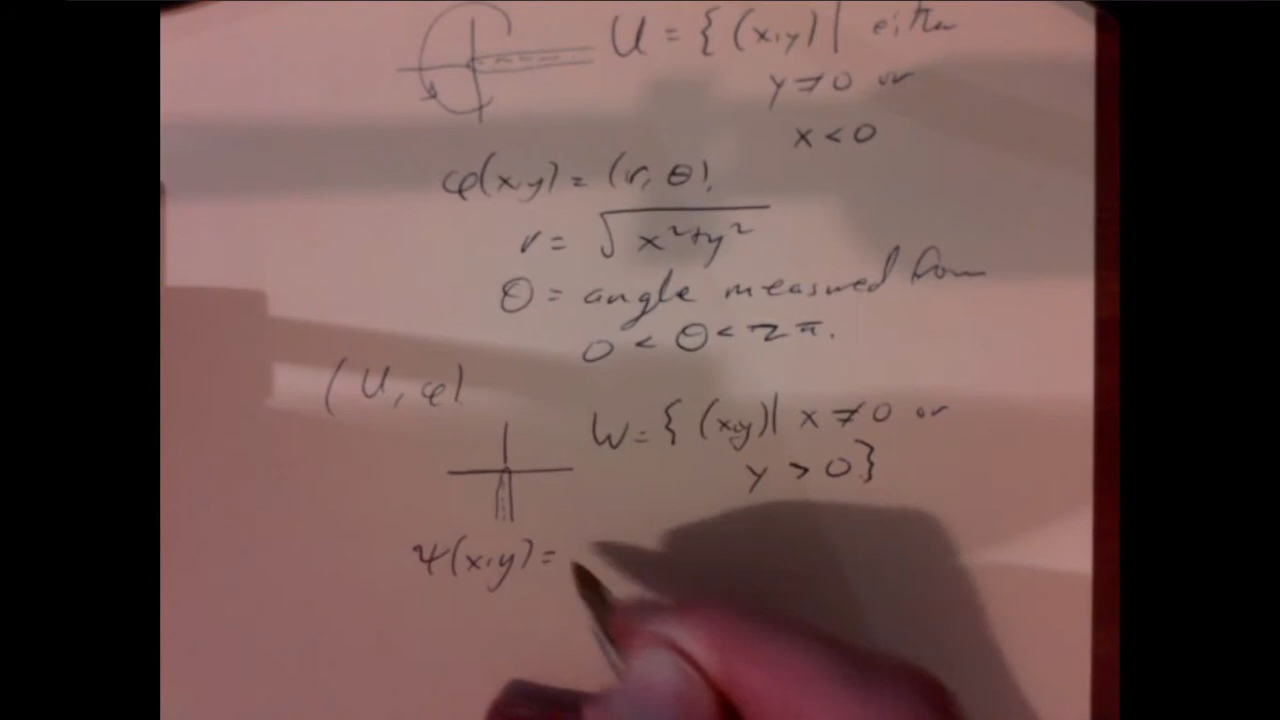 U = { (x,y) | either
y ≠ 0 or
x < 0
φ(x,y) = (r, θ),
r = √(x²+y²)
θ = angle measured from
0 < θ < 2π.
(U, φ)
W = { (x,y) | x ≠ 0 or
y > 0 }
ψ(x,y) =